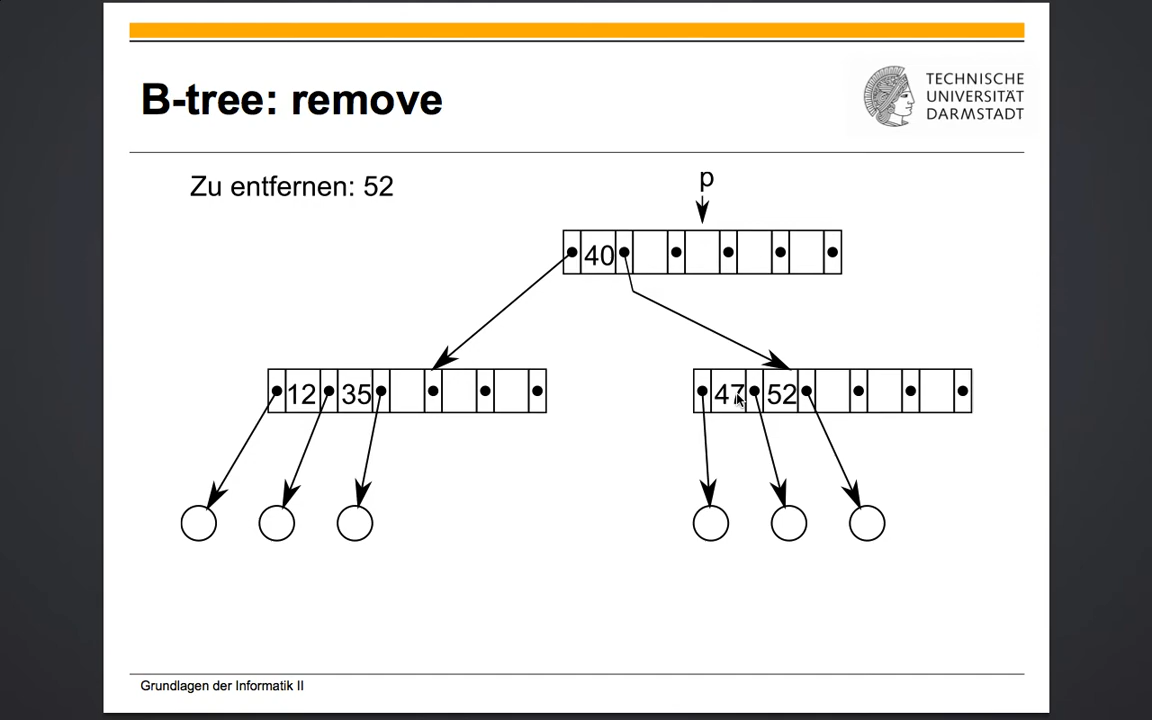 B-tree: remove
TECHNISCHE
UNIVERSITÄT
DARMSTADT
Zu entfernen: 52
p
40
12 35
47 52
Grundlagen der Informatik II